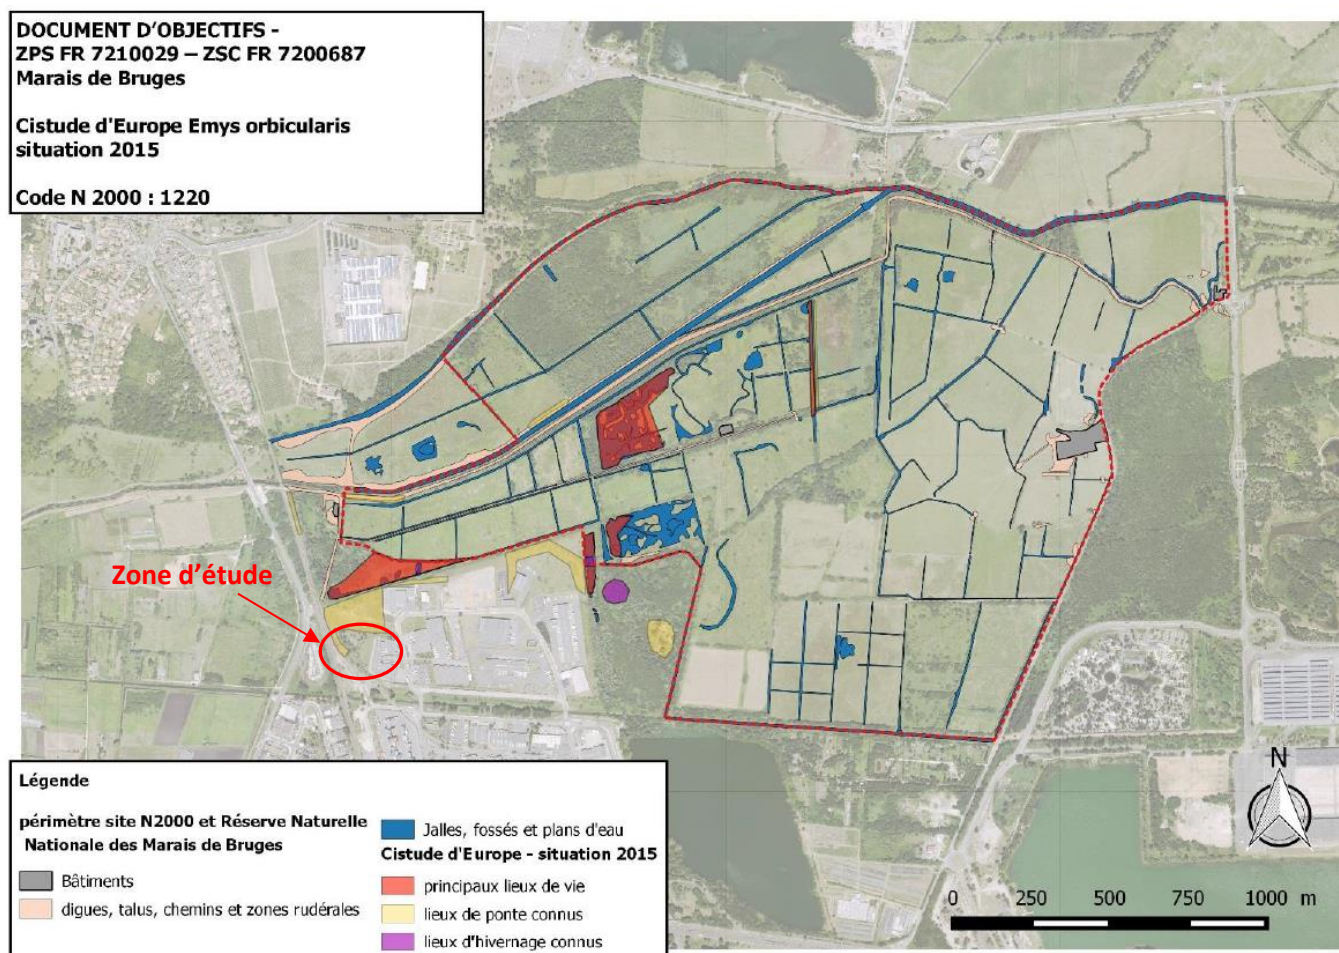 DOCUMENT D'OBJECTIFS -
ZPS FR 7210029 – ZSC FR 7200687
Marais de Bruges
Cistude d'Europe Emys orbicularis
situation 2015
Code N 2000 : 1220
Zone d'étude
Légende
périmètre site N2000 et Réserve Naturelle
Nationale des Marais de Bruges
Bâtiments
digues, talus, chemins et zones rudérales
Jalles, fossés et plans d'eau
Cistude d'Europe - situation 2015
principaux lieux de vie
lieux de ponte connus
lieux d'hivernage connus
N
0 250 500 750 1000 m